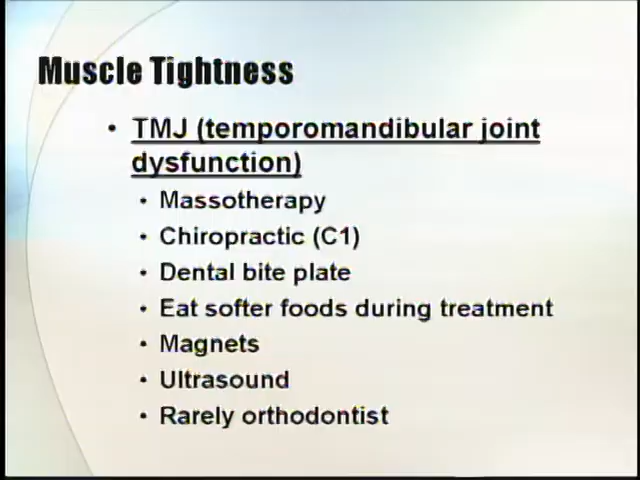 Muscle Tightness
• TMJ (temporomandibular joint
dysfunction)
• Massotherapy
• Chiropractic (C1)
• Dental bite plate
• Eat softer foods during treatment
• Magnets
• Ultrasound
• Rarely orthodontist